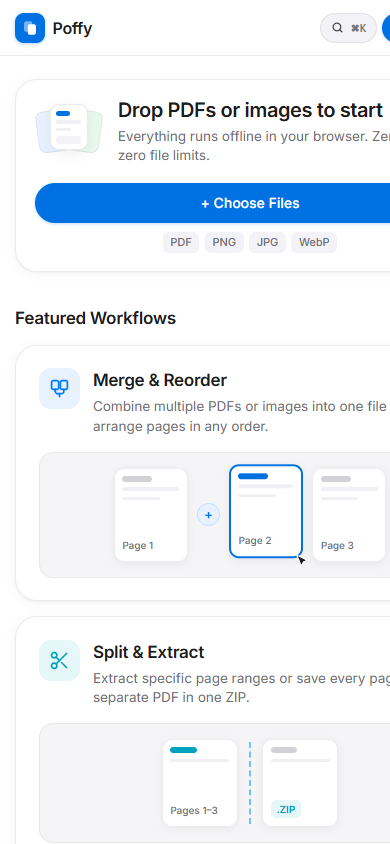 Poffy
⌘K
Drop PDFs or images to start
Everything runs offline in your browser.
zero file limits.
+ Choose Files
PDF PNG JPG WebP
Featured Workflows
Merge & Reorder
Combine multiple PDFs or images into one file
arrange pages in any order.
Page 1
+
Page 2
Page 3
Split & Extract
Extract specific page ranges or save every
separate PDF in one ZIP.
Pages 1–3
.ZIP